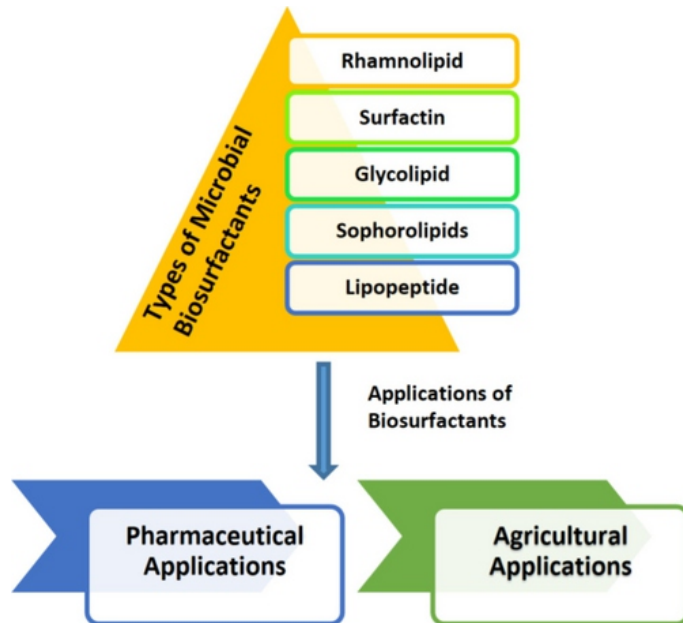 Rhamnolipid
Surfactin
Glycolipid
Sophorolipids
Lipopeptide
Types of Microbial
Biosurfactants
Applications of
Biosurfactants
Pharmaceutical
Applications
Agricultural
Applications